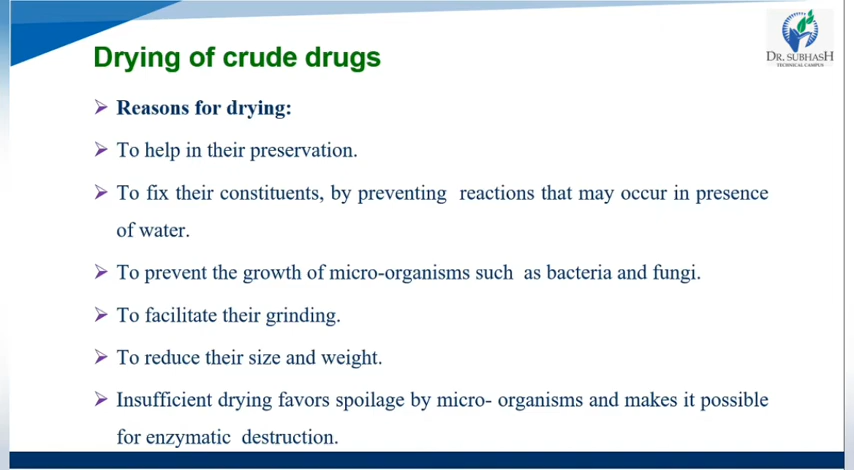 Drying of crude drugs
DR. SUBHASH
TECHNICAL CAMPUS
Reasons for drying:
To help in their preservation.
To fix their constituents, by preventing reactions that may occur in presence
of water.
To prevent the growth of micro-organisms such as bacteria and fungi.
To facilitate their grinding.
To reduce their size and weight.
Insufficient drying favors spoilage by micro- organisms and makes it possible
for enzymatic destruction.